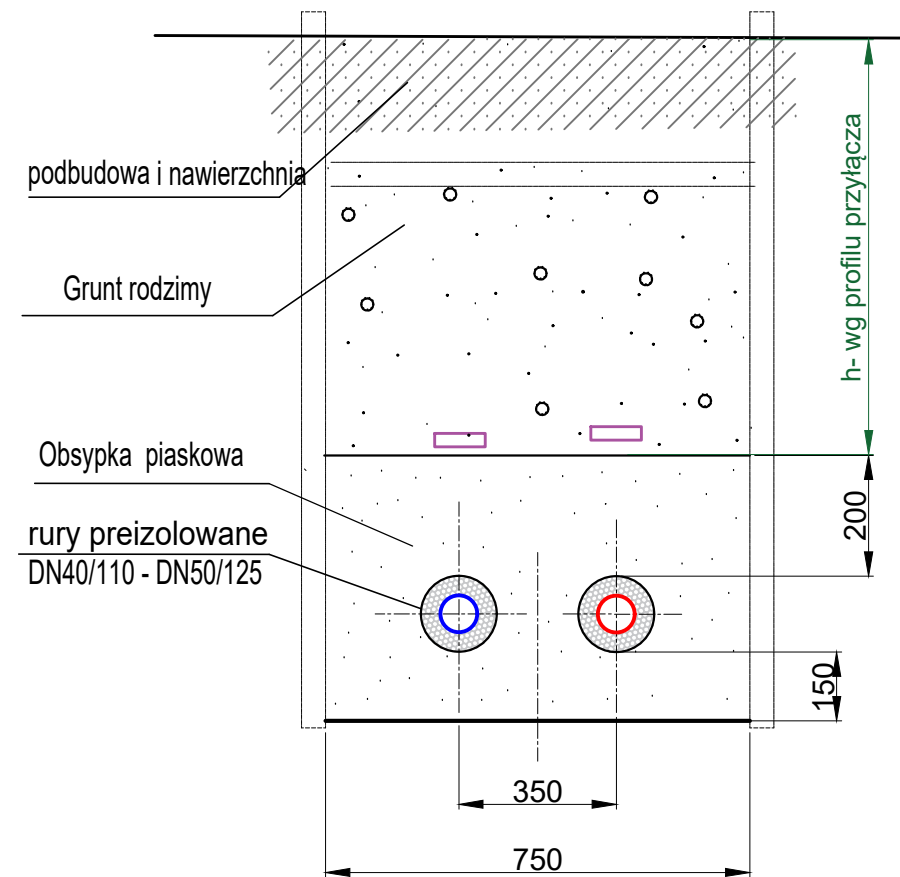 podbudowa i nawierzchnia
Grunt rodzimy
h- wg profilu przyłącza
Obsypka piaskowa
200
rury preizolowane
DN40/110 - DN50/125
150
350
750